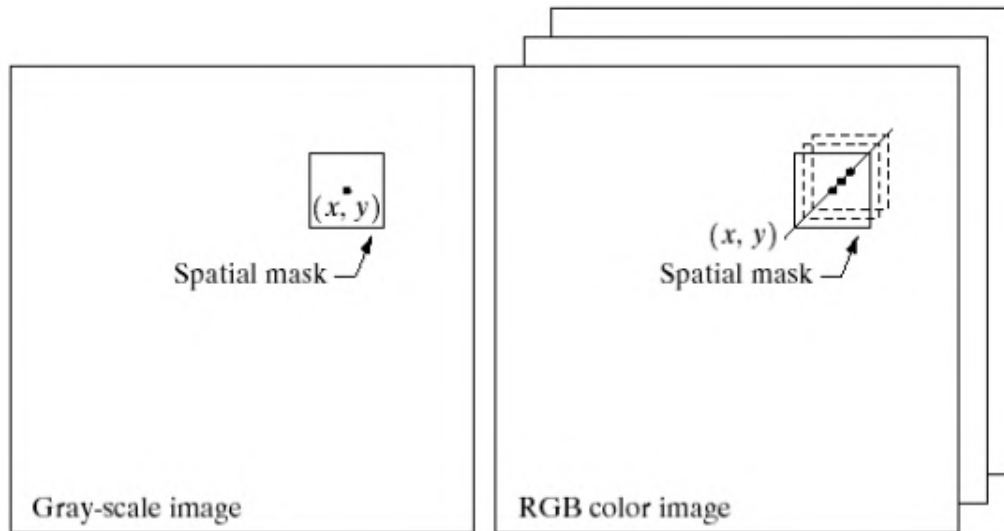 (x, y)
Spatial mask
Gray-scale image
(x, y)
Spatial mask
RGB color image